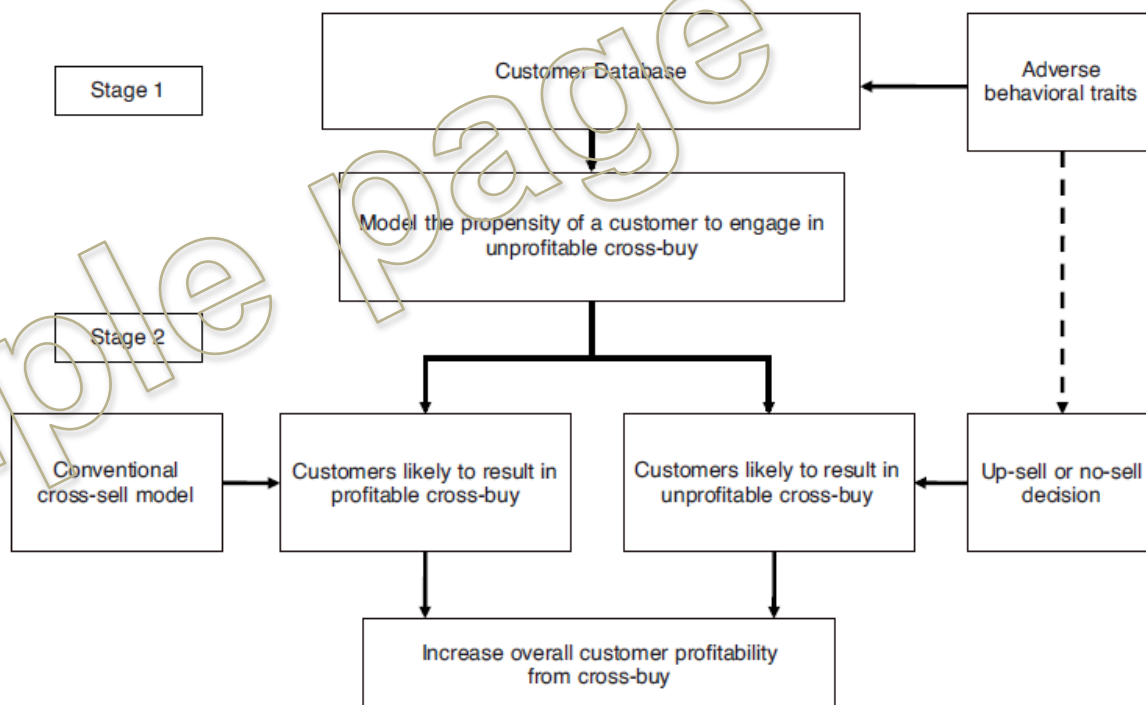 Stage 1
Customer Database
Adverse
behavioral traits
Model the propensity of a customer to engage in
unprofitable cross-buy
Stage 2
Conventional
cross-sell model
Customers likely to result in
profitable cross-buy
Customers likely to result in
unprofitable cross-buy
Up-sell or no-sell
decision
Increase overall customer profitability
from cross-buy
ple page